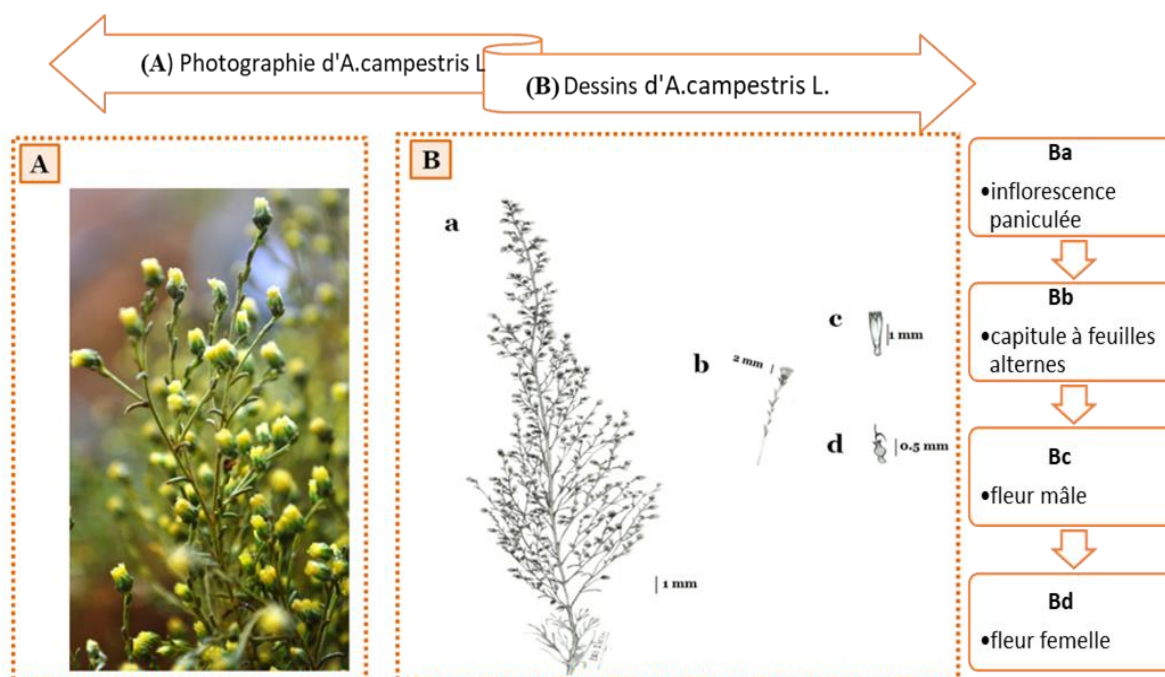 (A) Photographie d'A.campestris L
(B) Dessins d'A.campestris L.
A
B
a
b
2 mm
c
1 mm
d
0.5 mm
1 mm
Ba
•inflorescence
paniculée
Bb
•capitule à feuilles
alternes
Bc
•fleur mâle
Bd
•fleur femelle